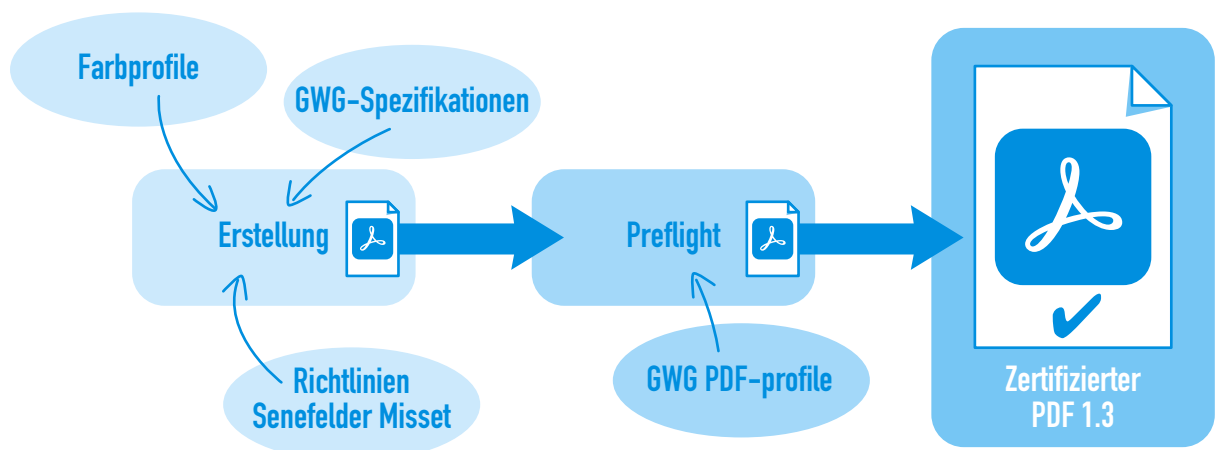 Farbprofile
GWG-Spezifikationen
Erstellung
Preflight
Richtlinien
Senefelder Misset
GWG PDF-profile
Zertifizierter
PDF 1.3